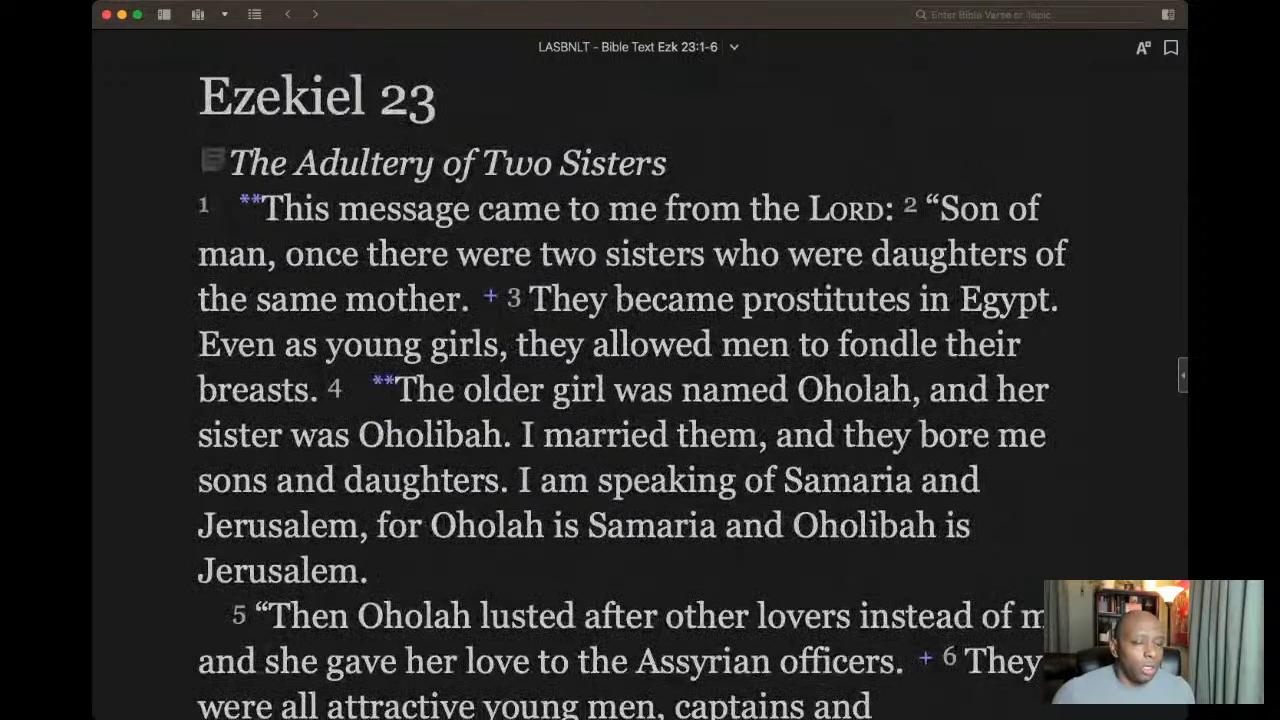 Enter Bible Verse or Topic
LASBNLT - Bible Text Ezk 23:1-6
Ezekiel 23
The Adultery of Two Sisters
1 **This message came to me from the LORD: 2 “Son of
man, once there were two sisters who were daughters of
the same mother. + 3 They became prostitutes in Egypt.
Even as young girls, they allowed men to fondle their
breasts. 4 **The older girl was named Oholah, and her
sister was Oholibah. I married them, and they bore me
sons and daughters. I am speaking of Samaria and
Jerusalem, for Oholah is Samaria and Oholibah is
Jerusalem.
5 “Then Oholah lusted after other lovers instead of
and she gave her love to the Assyrian officers. + 6 They
were all attractive young men, captains and